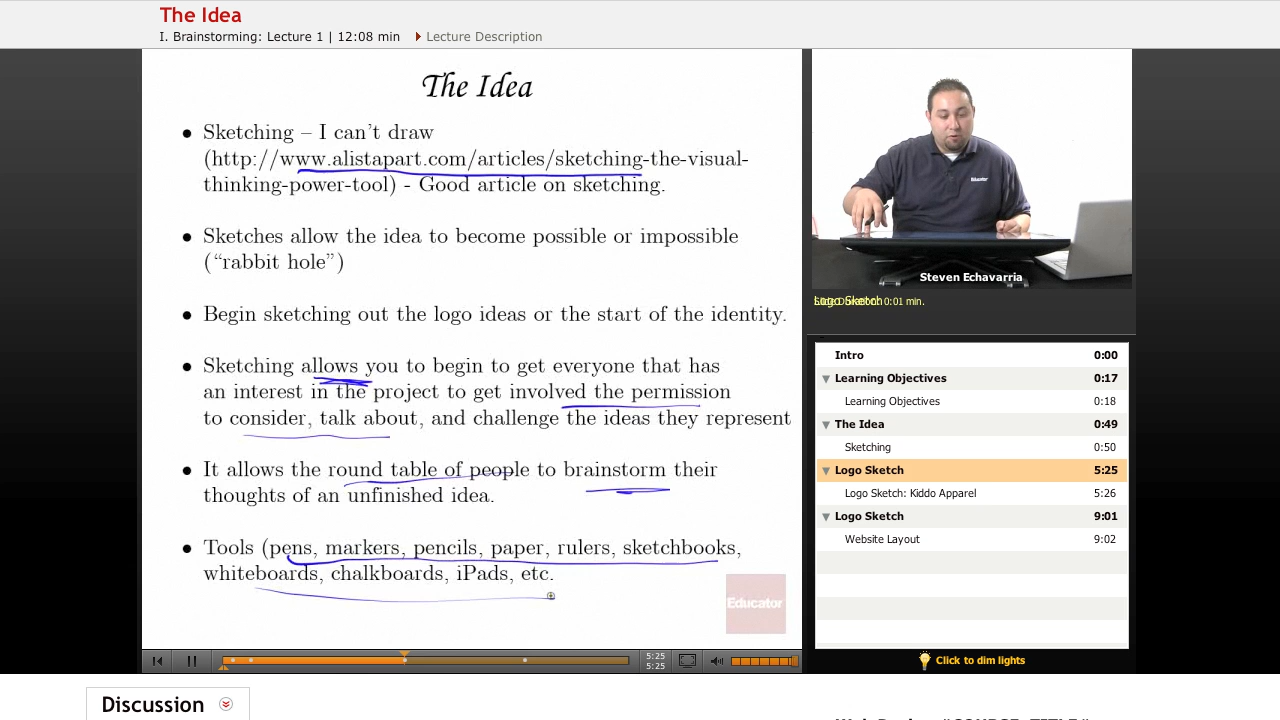 The Idea
I. Brainstorming: Lecture 1 | 12:08 min
Lecture Description
The Idea
• Sketching – I can't draw
(http://www.alistapart.com/articles/sketching-the-visual-
thinking-power-tool) - Good article on sketching.
• Sketches allow the idea to become possible or impossible
(“rabbit hole”)
• Begin sketching out the logo ideas or the start of the identity.
• Sketching allows you to begin to get everyone that has
an interest in the project to get involved the permission
to consider, talk about, and challenge the ideas they represent
• It allows the round table of people to brainstorm their
thoughts of an unfinished idea.
• Tools (pens, markers, pencils, paper, rulers, sketchbooks,
whiteboards, chalkboards, iPads, etc.
Educator
5:25
5:25
Educator
Steven Echavarria
Logo Sketch
0:01 min.
Intro 0:00
Learning Objectives 0:17
Learning Objectives 0:18
The Idea 0:49
Sketching 0:50
Logo Sketch 5:25
Logo Sketch: Kiddo Apparel 5:26
Logo Sketch 9:01
Website Layout 9:02
Click to dim lights
Discussion